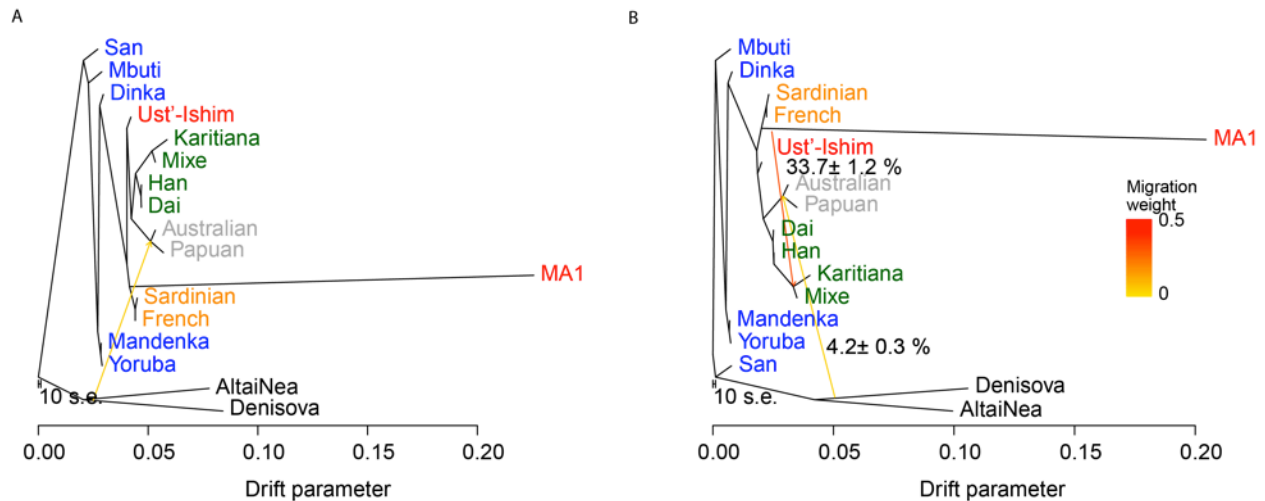 A
San
Mbuti
Dinka
Ust'-Ishim
Karitiana
Mixe
Han
Dai
Australian
Papuan
MA1
Sardinian
French
Mandenka
Yoruba
AltaiNea
10 s.e.
Denisova
0.00 0.05 0.10 0.15 0.20
Drift parameter
B
Mbuti
Dinka
Sardinian
French
MA1
Ust'-Ishim
33.7± 1.2 %
Australian
Papuan
Dai
Han
Karitiana
Mixe
Mandenka
Yoruba
4.2± 0.3 %
San
Denisova
10 s.e.
AltaiNea
0.00 0.05 0.10 0.15 0.20
Drift parameter
Migration
weight
0.5
0